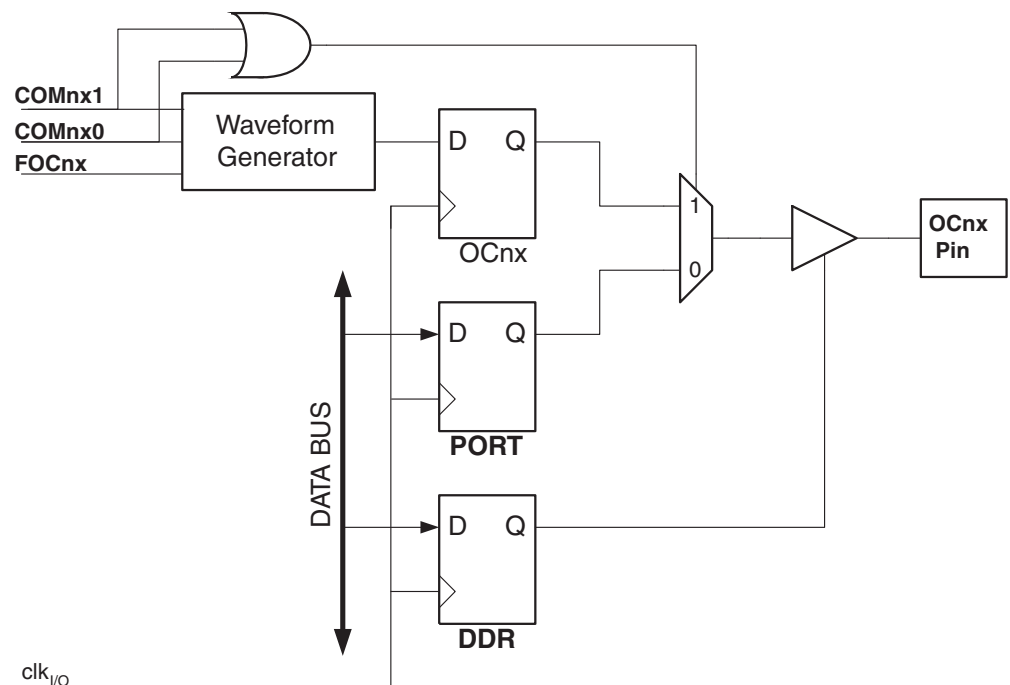 COMnx1
COMnx0
FOCnx
Waveform
Generator
D Q
OCnx
1
0
OCnx
Pin
D Q
PORT
DATA BUS
D Q
DDR
clkI/O